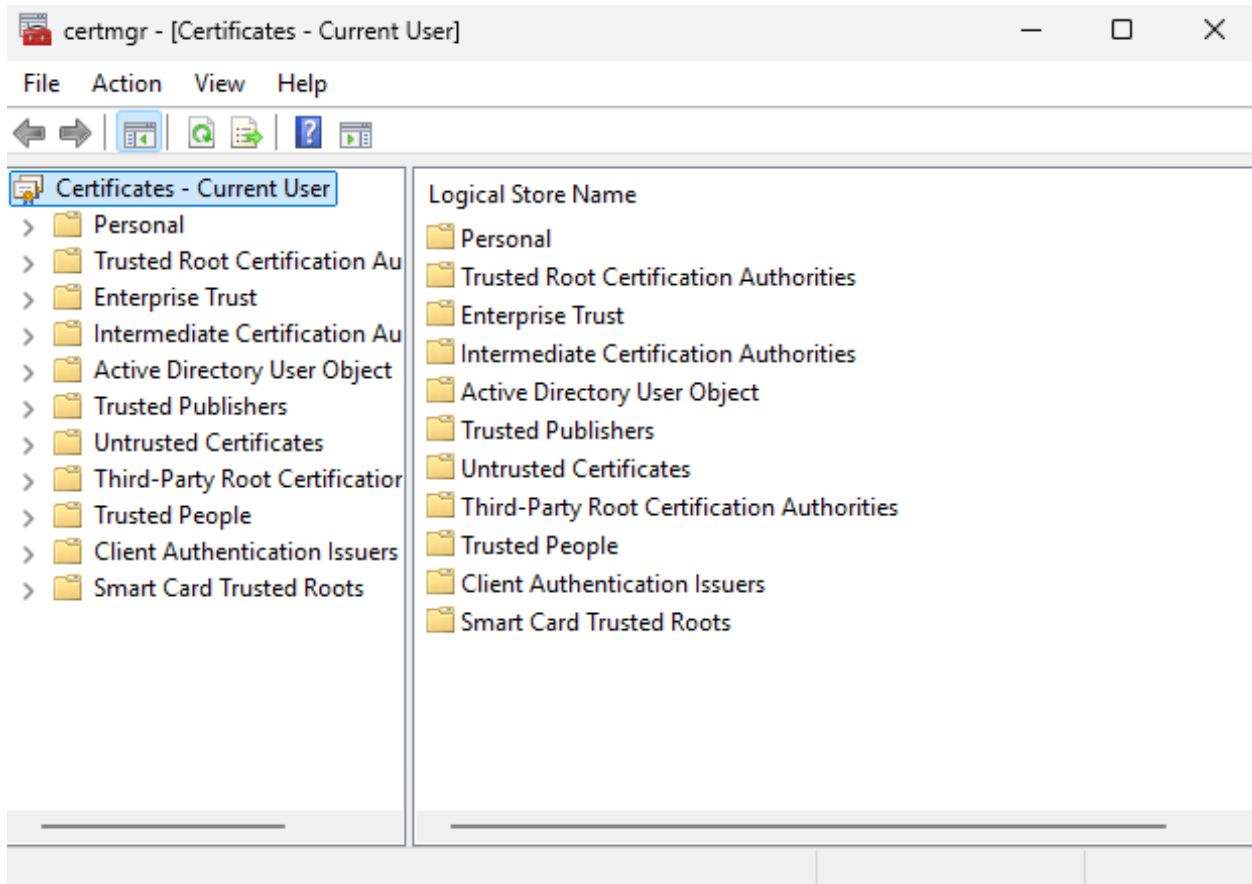 certmgr - [Certificates - Current User]
File Action View Help
Certificates - Current User
Personal
Trusted Root Certification Au
Enterprise Trust
Intermediate Certification Au
Active Directory User Object
Trusted Publishers
Untrusted Certificates
Third-Party Root Certification
Trusted People
Client Authentication Issuers
Smart Card Trusted Roots
Logical Store Name
Personal
Trusted Root Certification Authorities
Enterprise Trust
Intermediate Certification Authorities
Active Directory User Object
Trusted Publishers
Untrusted Certificates
Third-Party Root Certification Authorities
Trusted People
Client Authentication Issuers
Smart Card Trusted Roots